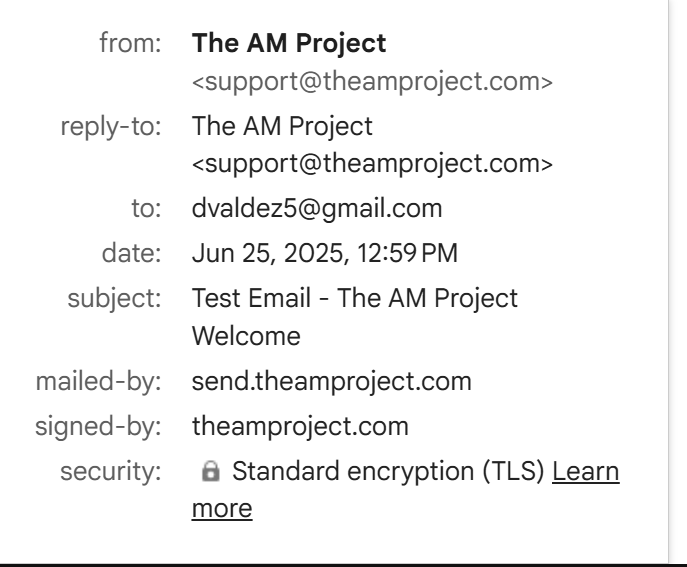 from: The AM Project
<support@theamproject.com>
reply-to: The AM Project
<support@theamproject.com>
to: dvaldez5@gmail.com
date: Jun 25, 2025, 12:59 PM
subject: Test Email - The AM Project
Welcome
mailed-by: send.theamproject.com
signed-by: theamproject.com
security: Standard encryption (TLS) Learn
more